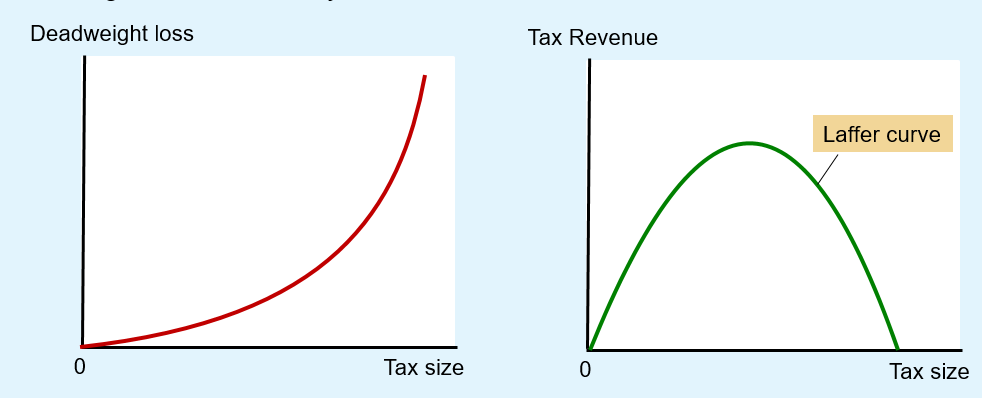 Deadweight loss
Tax Revenue
Laffer curve
0
Tax size
0
Tax size